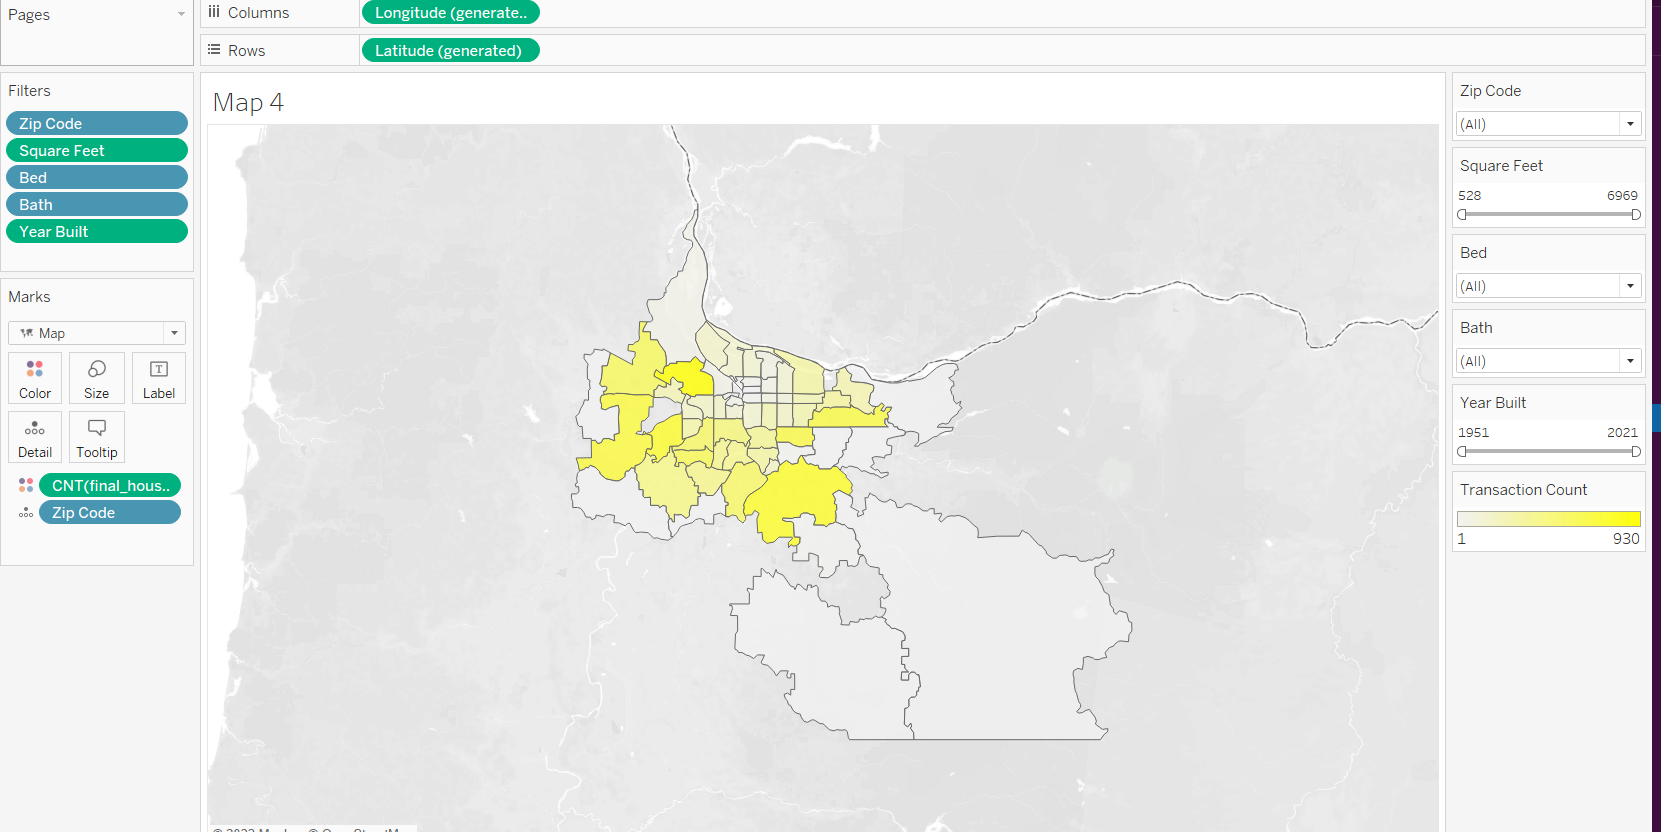 Pages
Columns
Longitude (generate..
Rows
Latitude (generated)
Filters
Zip Code
Square Feet
Bed
Bath
Year Built
Marks
Map
Color
Size
Label
Detail
Tooltip
CNT(final_hous..
Zip Code
Map 4
Zip Code
(All)
Square Feet
528 6969
Bed
(All)
Bath
(All)
Year Built
1951 2021
Transaction Count
1 930